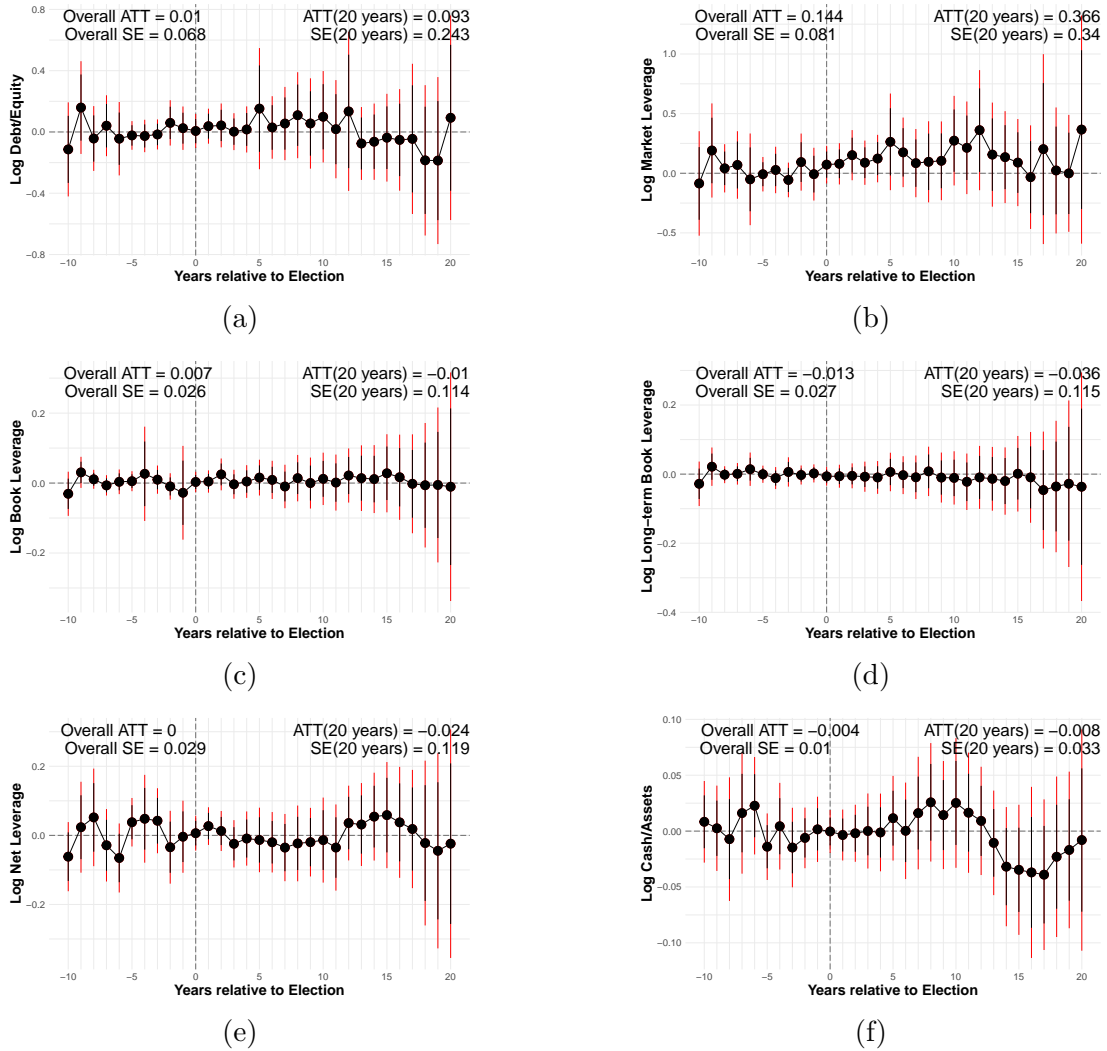 Overall ATT = 0.01 ATT(20 years) = 0.093
Overall SE = 0.068 SE(20 years) = 0.243
Log Debt/Equity
0.8
0.4
0.0
−0.4
−0.8
−10 −5 0 5 10 15 20
Years relative to Election
(a)
Overall ATT = 0.144 ATT(20 years) = 0.366
Overall SE = 0.081 SE(20 years) = 0.34
Log Market Leverage
1.0
0.5
0.0
−0.5
−10 −5 0 5 10 15 20
Years relative to Election
(b)
Overall ATT = 0.007 ATT(20 years) = −0.01
Overall SE = 0.026 SE(20 years) = 0.114
Log Book Leverage
0.2
0.0
−0.2
−10 −5 0 5 10 15 20
Years relative to Election
(c)
Overall ATT = −0.013 ATT(20 years) = −0.036
Overall SE = 0.027 SE(20 years) = 0.115
Log Long−term Book Leverage
0.2
0.0
−0.2
−0.4
−10 −5 0 5 10 15 20
Years relative to Election
(d)
Overall ATT = 0 ATT(20 years) = −0.024
Overall SE = 0.029 SE(20 years) = 0.119
Log Net Leverage
0.2
0.0
−0.2
−10 −5 0 5 10 15 20
Years relative to Election
(e)
Overall ATT = −0.004 ATT(20 years) = −0.008
Overall SE = 0.01 SE(20 years) = 0.033
Log Cash/Assets
0.10
0.05
0.00
−0.05
−0.10
−10 −5 0 5 10 15 20
Years relative to Election
(f)